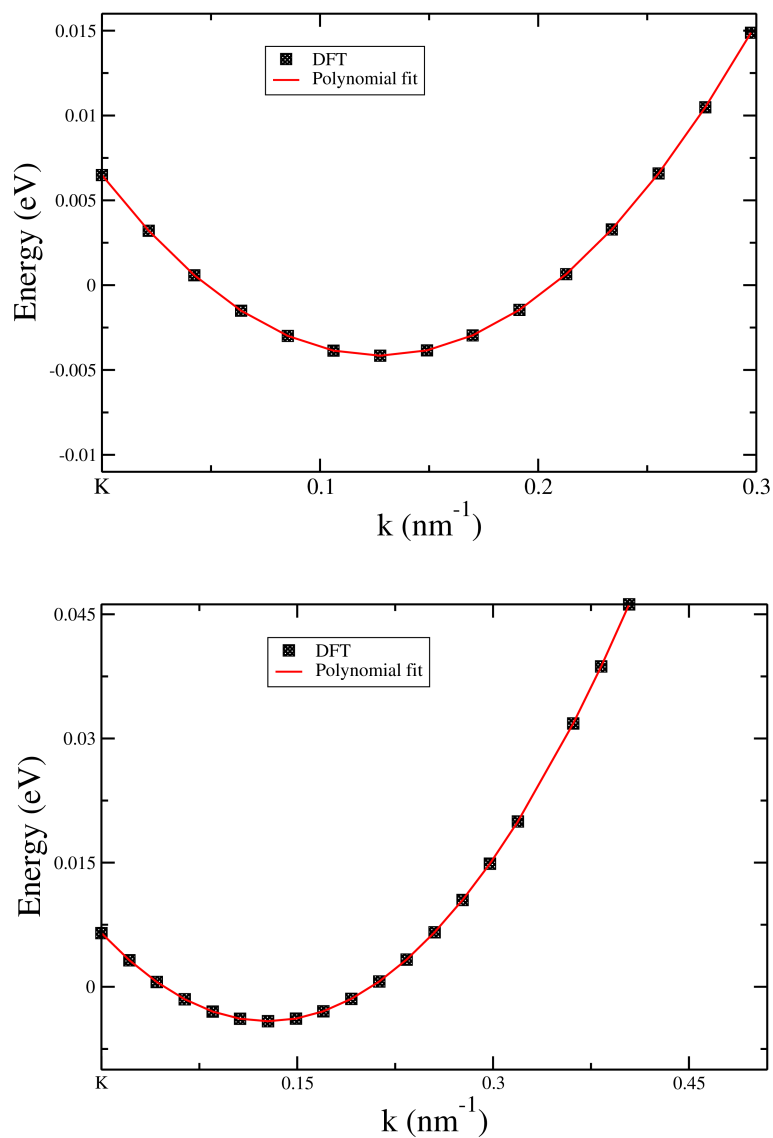 0.015
DFT
Polynomial fit
0.01
0.005
0
-0.005
-0.01
Energy (eV)
K
0.1
0.2
0.3
k (nm⁻¹)
0.045
DFT
Polynomial fit
0.03
0.015
0
Energy (eV)
K
0.15
0.3
0.45
k (nm⁻¹)